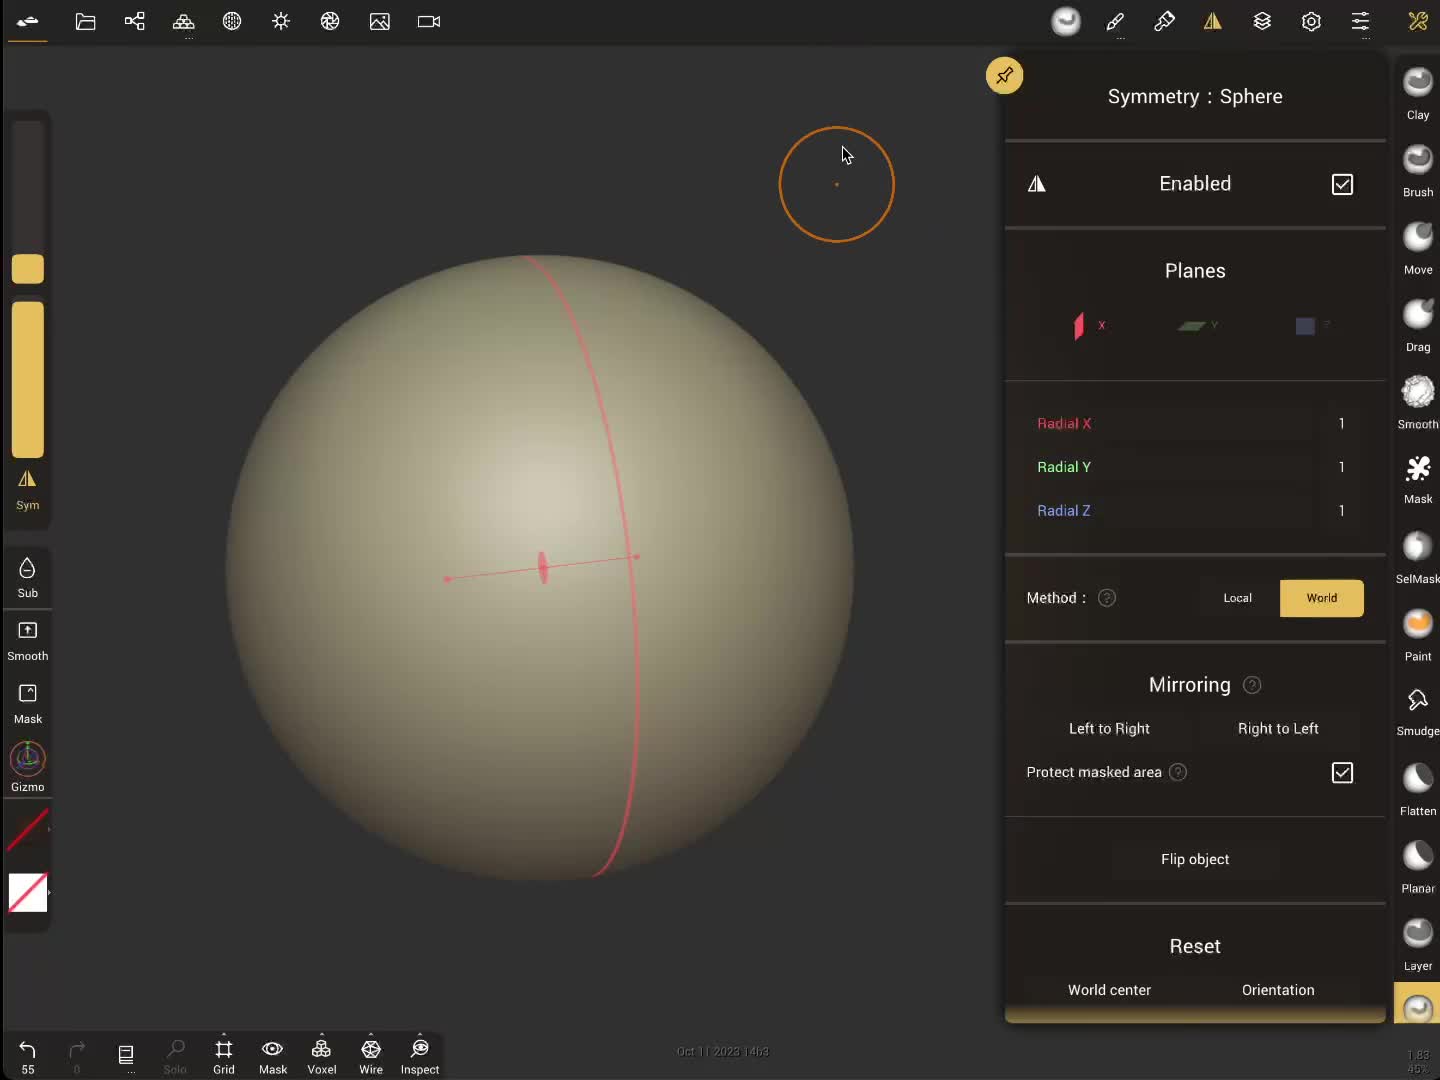 Symmetry : Sphere
Enabled
Planes
X
Y
Radial X
1
Radial Y
1
Radial Z
1
Method :
?
Local
World
Mirroring
?
Left to Right
Right to Left
Protect masked area
?
Flip object
Reset
World center
Orientation
Clay
Brush
Move
Drag
Smooth
Mask
SelMask
Paint
Smudge
Flatten
Planar
Layer
Sym
Sub
Smooth
Mask
Gizmo
55
0
...
Solo
Grid
Mask
Voxel
Wire
Inspect
Oct 11 2023 14h3
1.83
45%